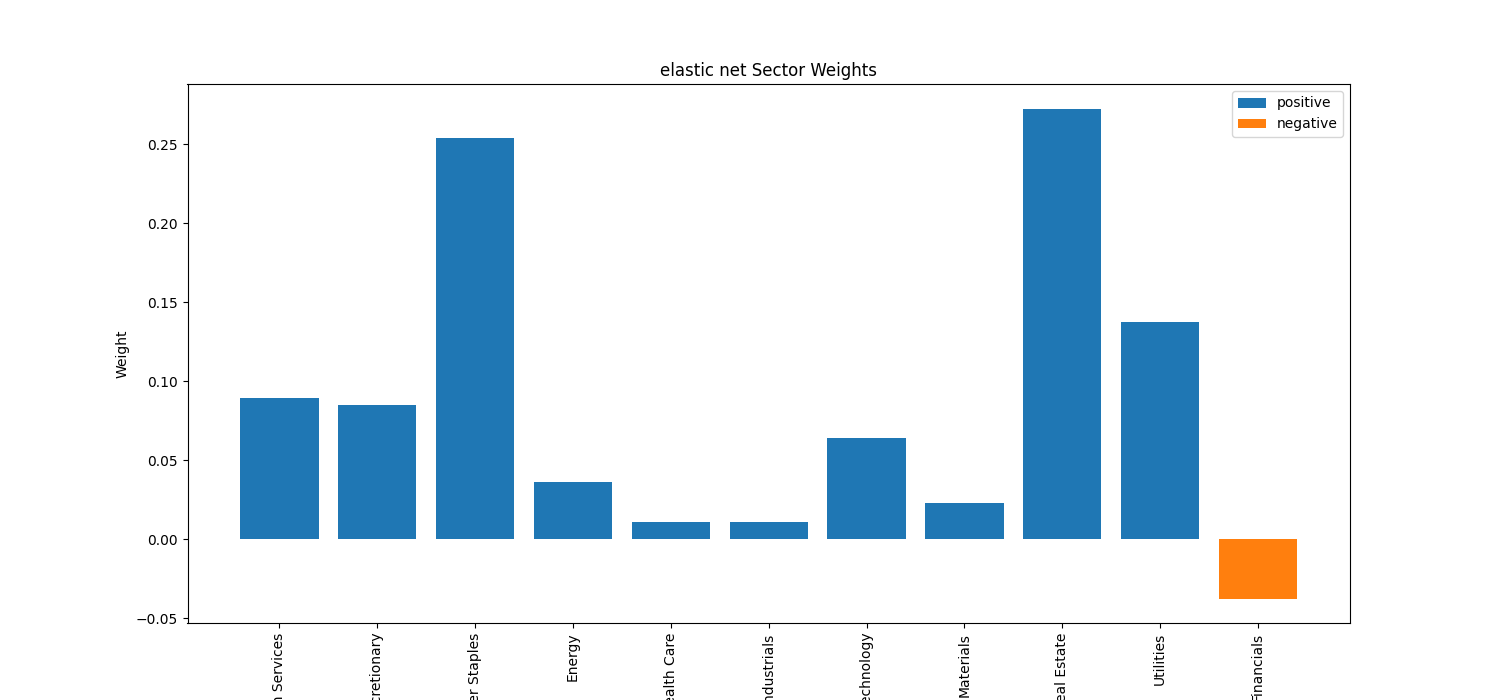 elastic net Sector Weights
positive
negative
0.25
0.20
0.15
0.10
0.05
0.00
−0.05
Weight
Services
cretionary
er Staples
Energy
ealth Care
ndustrials
echnology
Materials
eal Estate
Utilities
inancials